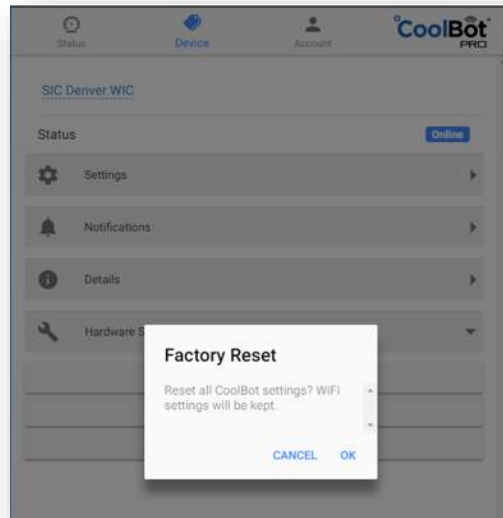 Status
Device
Account
°CoolBot
PRO
SIC Denver WIC
Status
Online
Settings
Notifications
Details
Hardware S
Factory Reset
Reset all CoolBot settings? WiFi
settings will be kept.
CANCEL OK